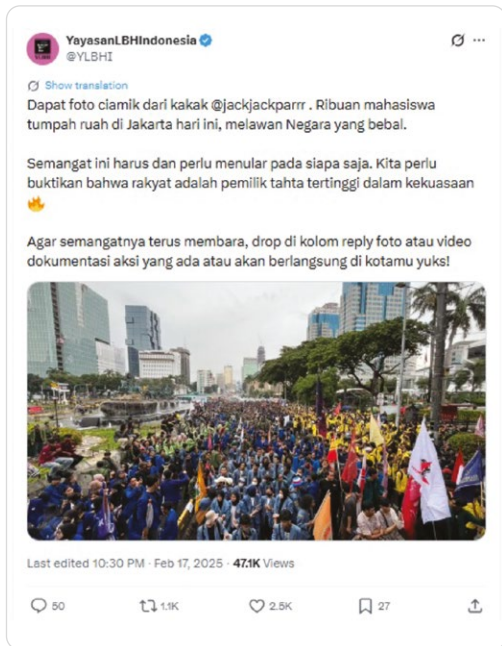 YayasanLBHIndonesia
@YLBHI
Show translation
Dapat foto ciamik dari kakak @jackjackparrr . Ribuan mahasiswa
tumpah ruah di Jakarta hari ini, melawan Negara yang bebal.
Semangat ini harus dan perlu menular pada siapa saja. Kita perlu
buktikan bahwa rakyat adalah pemilik tahta tertinggi dalam kekuasaan
🔥
Agar semangatnya terus membara, drop di kolom reply foto atau video
dokumentasi aksi yang ada atau akan berlangsung di kotamu yuks!
Last edited 10:30 PM · Feb 17, 2025 · 47.1K Views
50 1.1K 2.5K 27